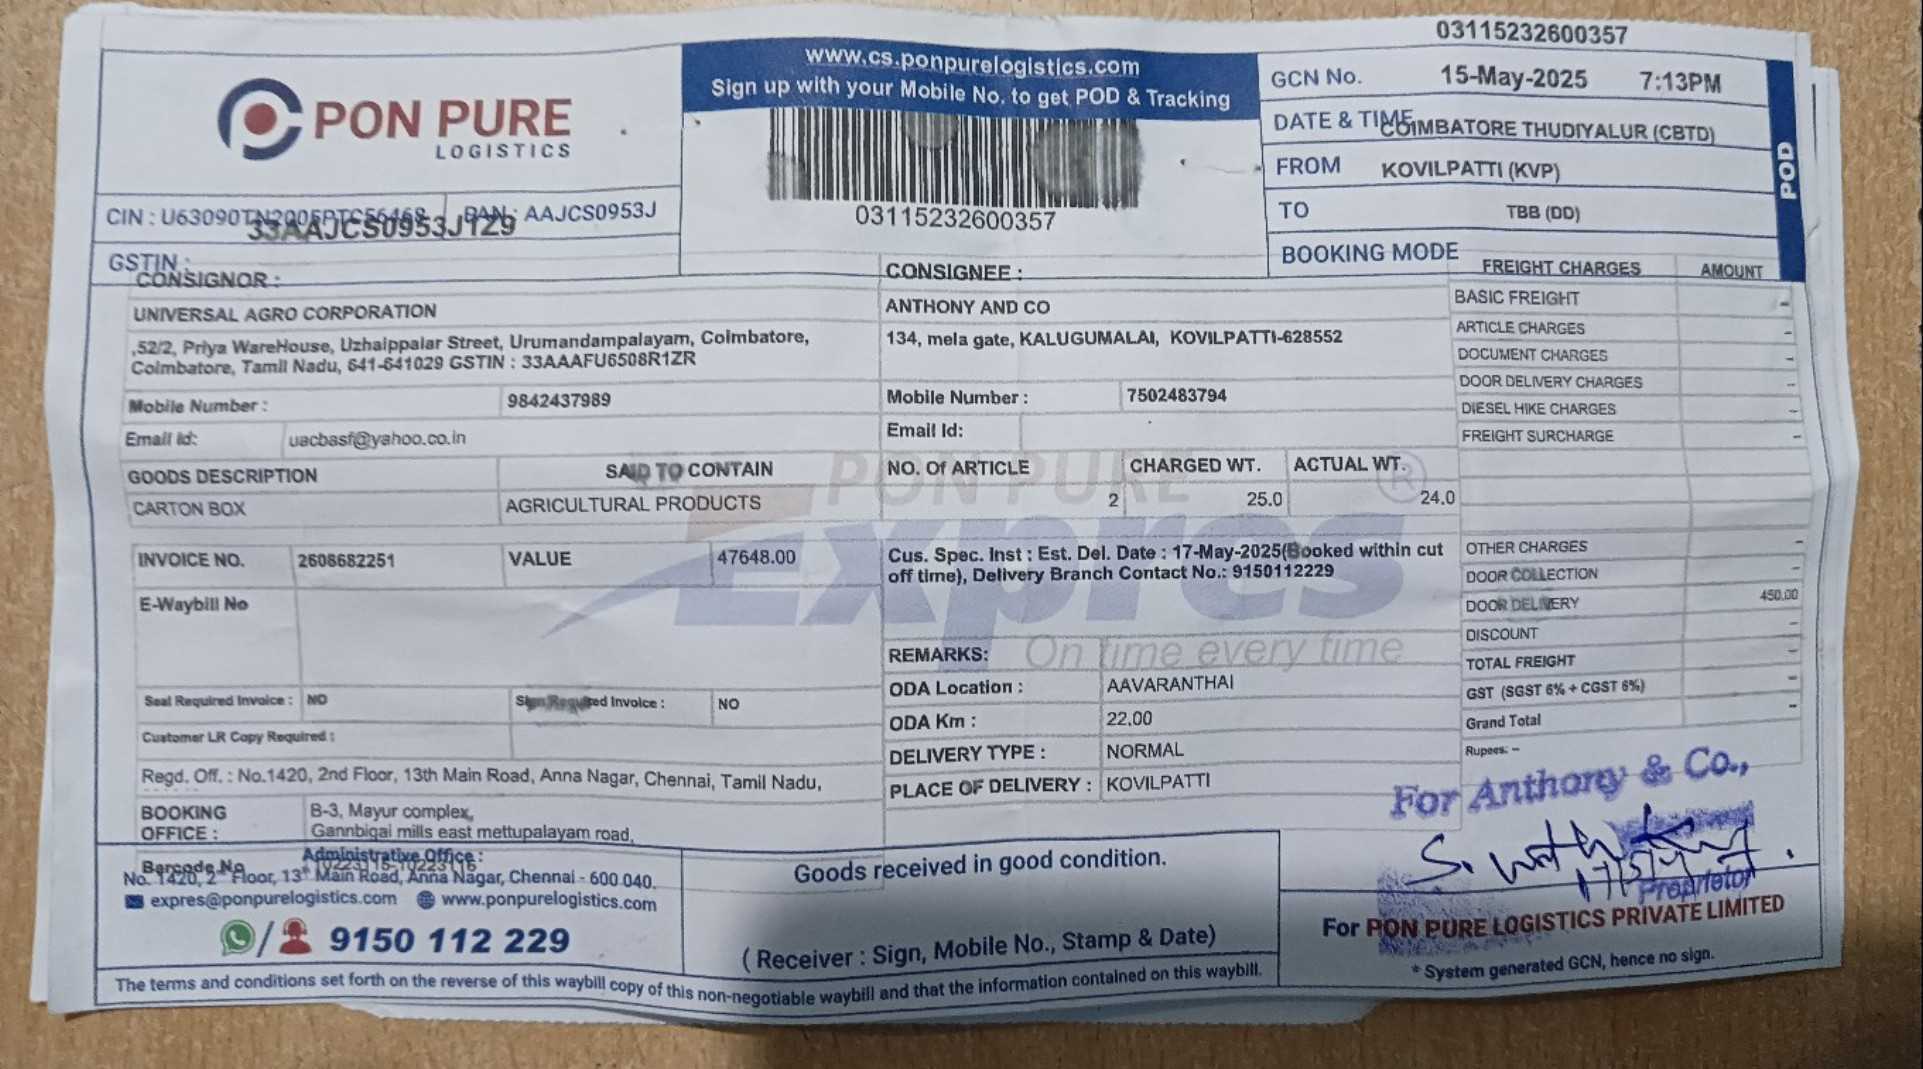 03115232600357
PON PURE
LOGISTICS
www.cs.ponpurelogistics.com
Sign up with your Mobile No. to get POD & Tracking
03115232600357
GCN No. 15-May-2025 7:13PM
DATE & TIME COIMBATORE THUDIYALUR (CBTD)
FROM KOVILPATTI (KVP)
TO TBB (DD)
BOOKING MODE
POD
CIN : PAN : AAJCS0953J
33AAJCS0953J1Z9
GSTIN :
CONSIGNOR :
UNIVERSAL AGRO CORPORATION
,52/2, Priya WareHouse, Uzhaippalar Street, Urumandampalayam, Coimbatore,
Coimbatore, Tamil Nadu, 641-641029 GSTIN : 33AAAFU6508R1ZR
Mobile Number : 9842437989
Email Id: uacbasf@yahoo.co.in
CONSIGNEE :
ANTHONY AND CO
134, mela gate, KALUGUMALAI, KOVILPATTI-628552
Mobile Number : 7502483794
Email Id:
FREIGHT CHARGES AMOUNT
BASIC FREIGHT -
ARTICLE CHARGES -
DOCUMENT CHARGES -
DOOR DELIVERY CHARGES -
DIESEL HIKE CHARGES -
FREIGHT SURCHARGE -
GOODS DESCRIPTION SAID TO CONTAIN NO. Of ARTICLE CHARGED WT. ACTUAL WT.
CARTON BOX AGRICULTURAL PRODUCTS 2 25.0 24.0
PON PURE
Expres ®
On time every time
INVOICE NO. 2608682251 VALUE 47648.00
E-Waybill No
Seal Required Invoice : NO Sign Required Invoice : NO
Customer LR Copy Required :
Regd. Off. : No.1420, 2nd Floor, 13th Main Road, Anna Nagar, Chennai, Tamil Nadu,
BOOKING OFFICE : B-3, Mayur complex,
Gannbiqai mills east mettupalayam road,
Cus. Spec. Inst : Est. Del. Date : 17-May-2025(Booked within cut
off time), Delivery Branch Contact No.: 9150112229
REMARKS:
ODA Location : AAVARANTHAI
ODA Km : 22.00
DELIVERY TYPE : NORMAL
PLACE OF DELIVERY : KOVILPATTI
OTHER CHARGES -
DOOR COLLECTION -
DOOR DELIVERY 450.00
DISCOUNT -
TOTAL FREIGHT -
GST (SGST 6% + CGST 6%) -
Grand Total -
Rupees: -
For Anthony & Co.,
S.
Proprietor
Barcode No
Administrative Office :
No. 1420, 2nd Floor, 13th Main Road, Anna Nagar, Chennai - 600 040.
expres@ponpurelogistics.com www.ponpurelogistics.com
/ 9150 112 229
Goods received in good condition.
( Receiver : Sign, Mobile No., Stamp & Date)
For PON PURE LOGISTICS PRIVATE LIMITED
* System generated GCN, hence no sign.
The terms and conditions set forth on the reverse of this waybill copy of this non-negotiable waybill and that the information contained on this waybill.